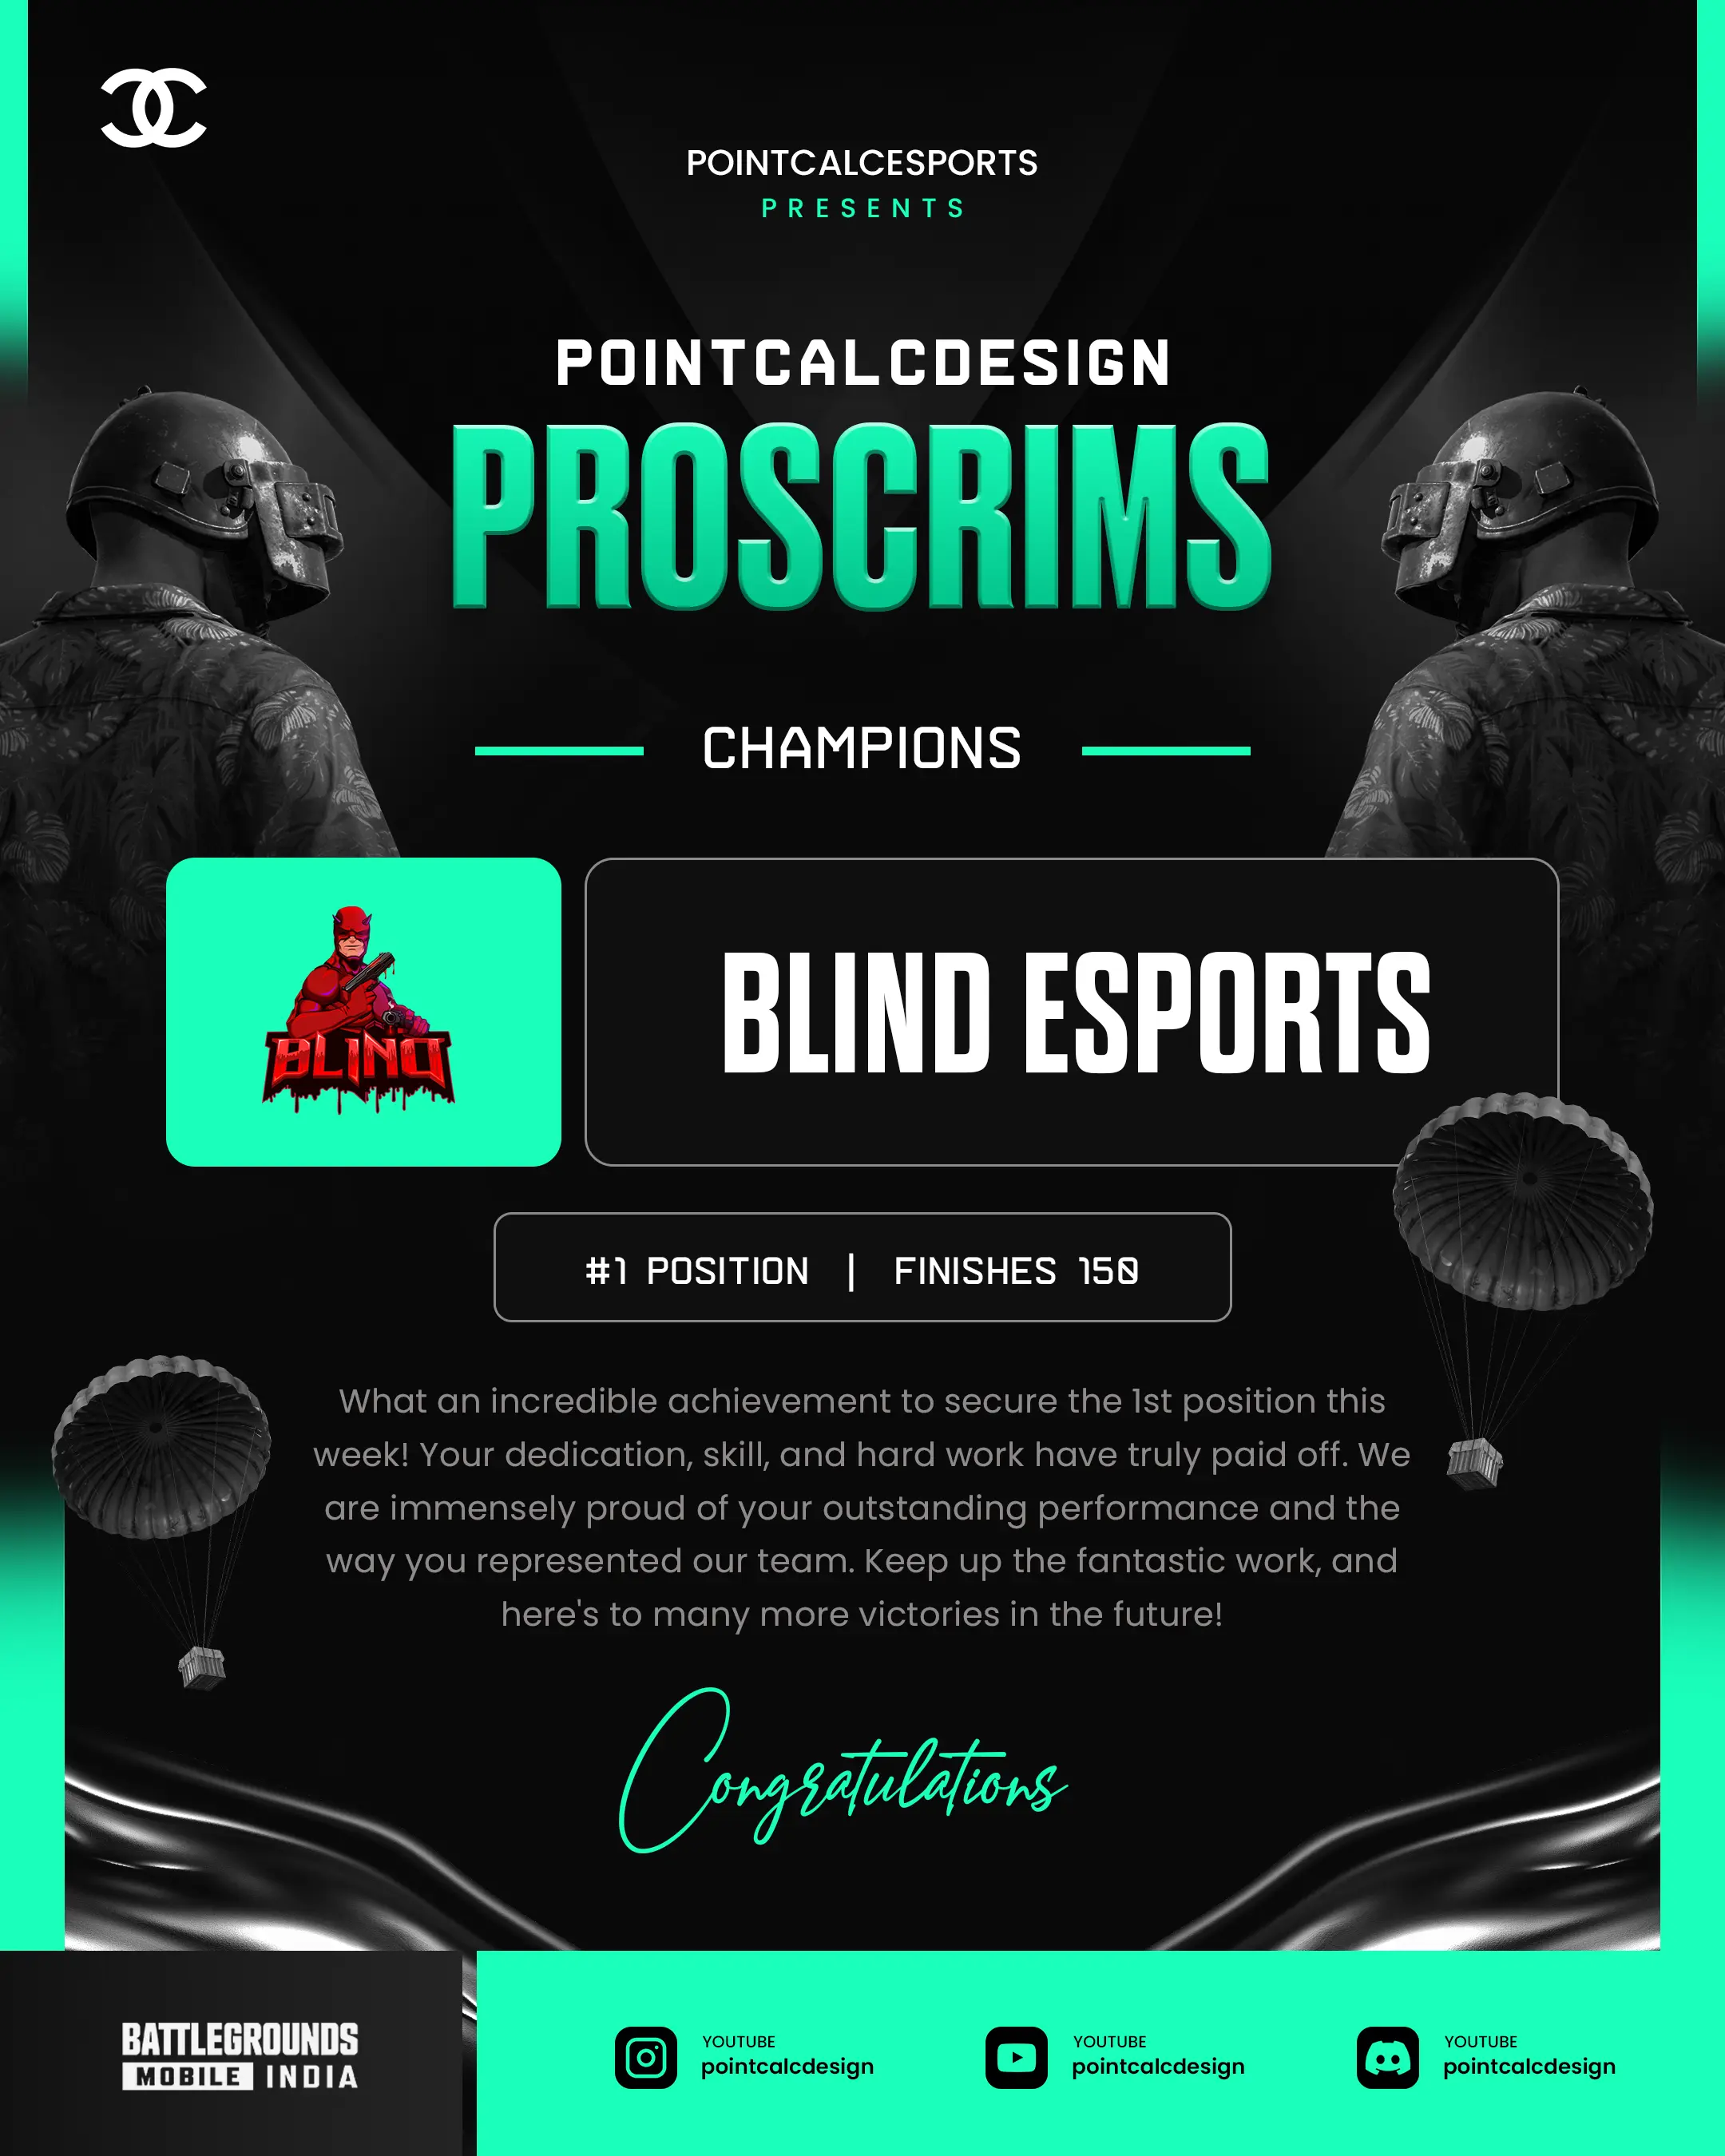 POINTCALCESPORTS
PRESENTS
POINTCALCDESIGN
PROSCRIMS
CHAMPIONS
BLIND
BLIND ESPORTS
#1 POSITION | FINISHES 150
What an incredible achievement to secure the 1st position this
week! Your dedication, skill, and hard work have truly paid off. We
are immensely proud of your outstanding performance and the
way you represented our team. Keep up the fantastic work, and
here's to many more victories in the future!
Congratulations
BATTLEGROUNDS
MOBILE INDIA
YOUTUBE
pointcalcdesign
YOUTUBE
pointcalcdesign
YOUTUBE
pointcalcdesign